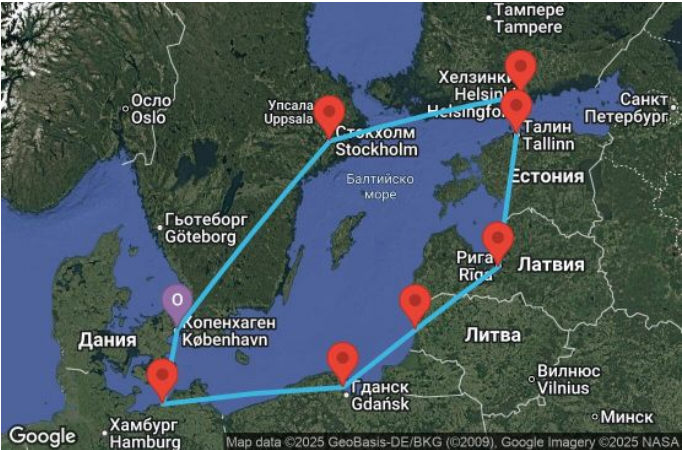 Тампере
Tampere
Хелзинки
Helsinki
Helsingfo
Осло
Oslo
Упсала
Uppsala
Санкт
Петербург
Стокхолм
Stockholm
Талин
Tallinn
Балтийско
море
Естония
Гьотеборг
Göteborg
Рига
Rīga
Латвия
Копенхаген
København
Дания
Литва
Вилнюс
Vilnius
Гданск
Gdańsk
Минск
Хамбург
Hamburg
Google
Map data ©2025 GeoBasis-DE/BKG (©2009), Google Imagery ©2025 NASA
O